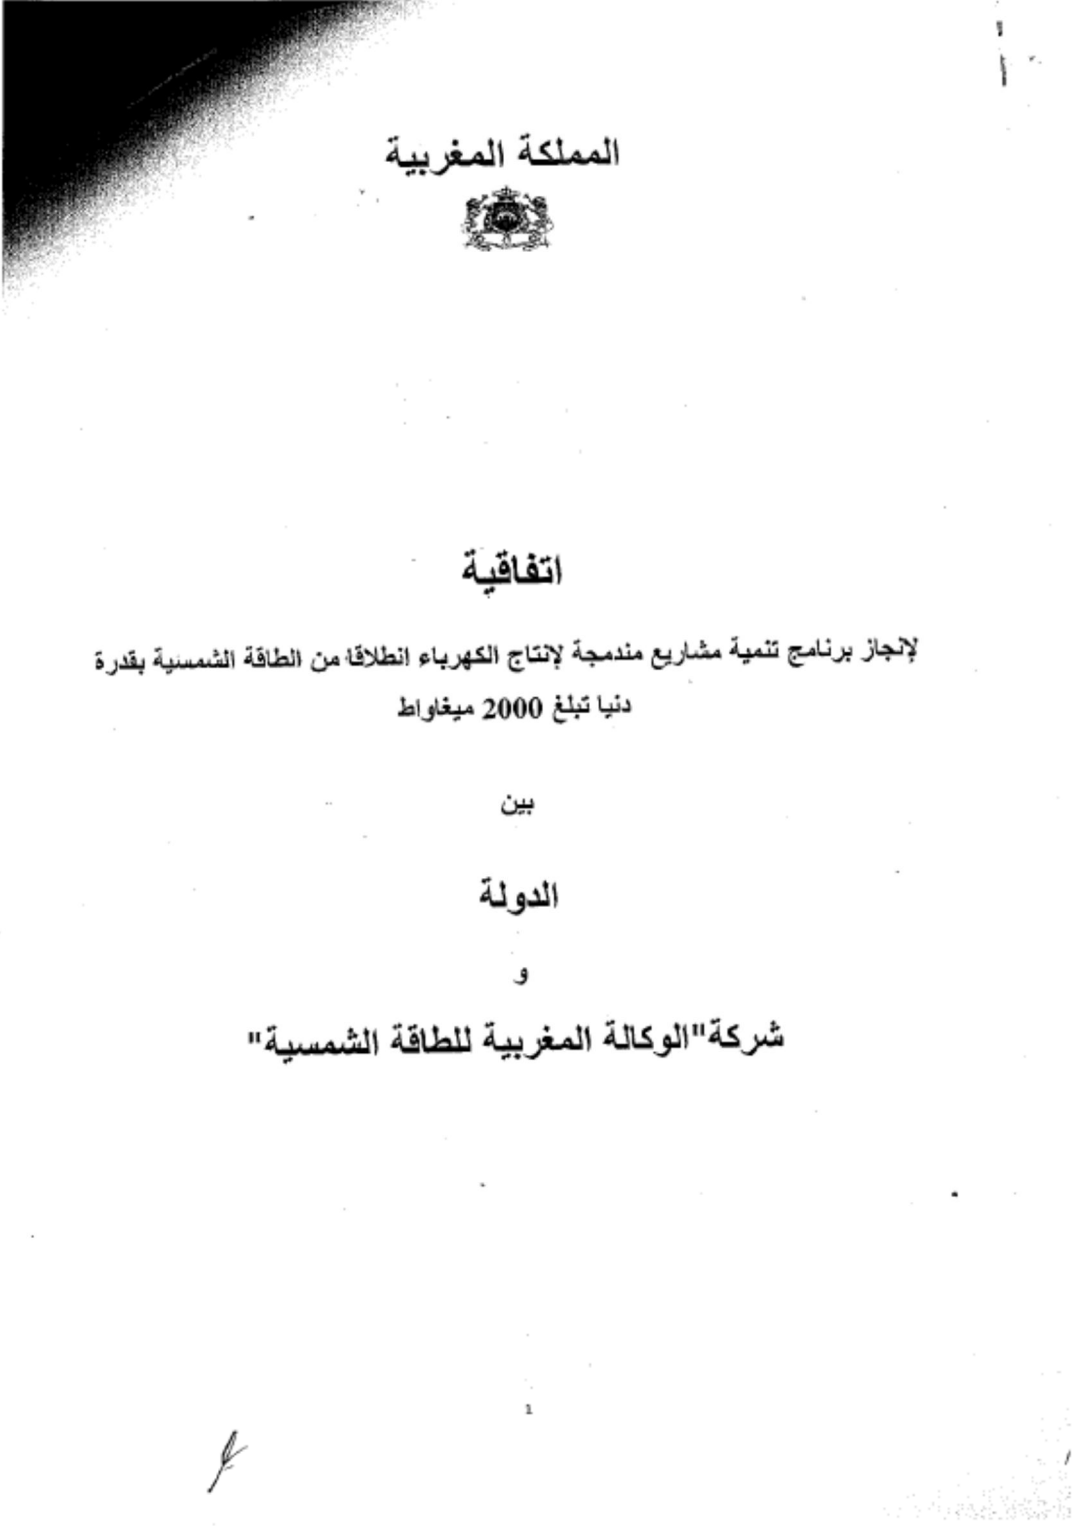 المملكة المغربية
اتفاقية
لإنجاز برنامج تنمية مشاريع مندمجة لإنتاج الكهرباء انطلاقا من الطاقة الشمسية بقدرة
دنيا تبلغ 2000 ميغاواط
بين
الدولة
و
شركة"الوكالة المغربية للطاقة الشمسية"
1